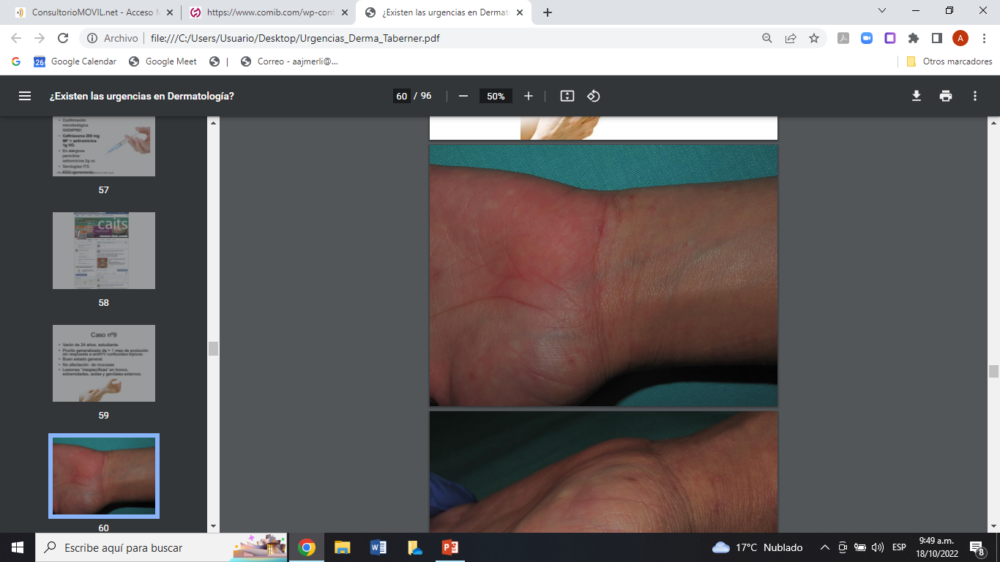 ConsultorioMOVIL.net - Acceso M
https://www.comib.com/wp-cont
¿Existen las urgencias en Dermat
Archivo
file:///C:/Users/Usuario/Desktop/Urgencias_Derma_Taberner.pdf
A
26
Google Calendar
Google Meet
|
Correo - aajmerli@...
Otros marcadores
¿Existen las urgencias en Dermatología?
60 / 96
50%
• Confirmación
microbiológica
SIEMPRE!
• Ceftriaxona 250 mg
IM + azitromicina
1g VO.
• En alérgicos
penicilina:
azitromicina 2g vo
• Serologías ITS.
• EDO (gonococia)
57
caits
58
Caso nº9
• Varón de 24 años, estudiante.
• Prurito generalizado de > 1 mes de evolución
sin respuesta a antiH1/ corticoides tópicos.
• Buen estado general.
• No afectación de mucosas
• Lesiones "inespecíficas" en tronco,
extremidades, axilas y genitales externos.
59
60
Escribe aquí para buscar
17°C Nublado
ESP
9:49 a.m.
18/10/2022
8